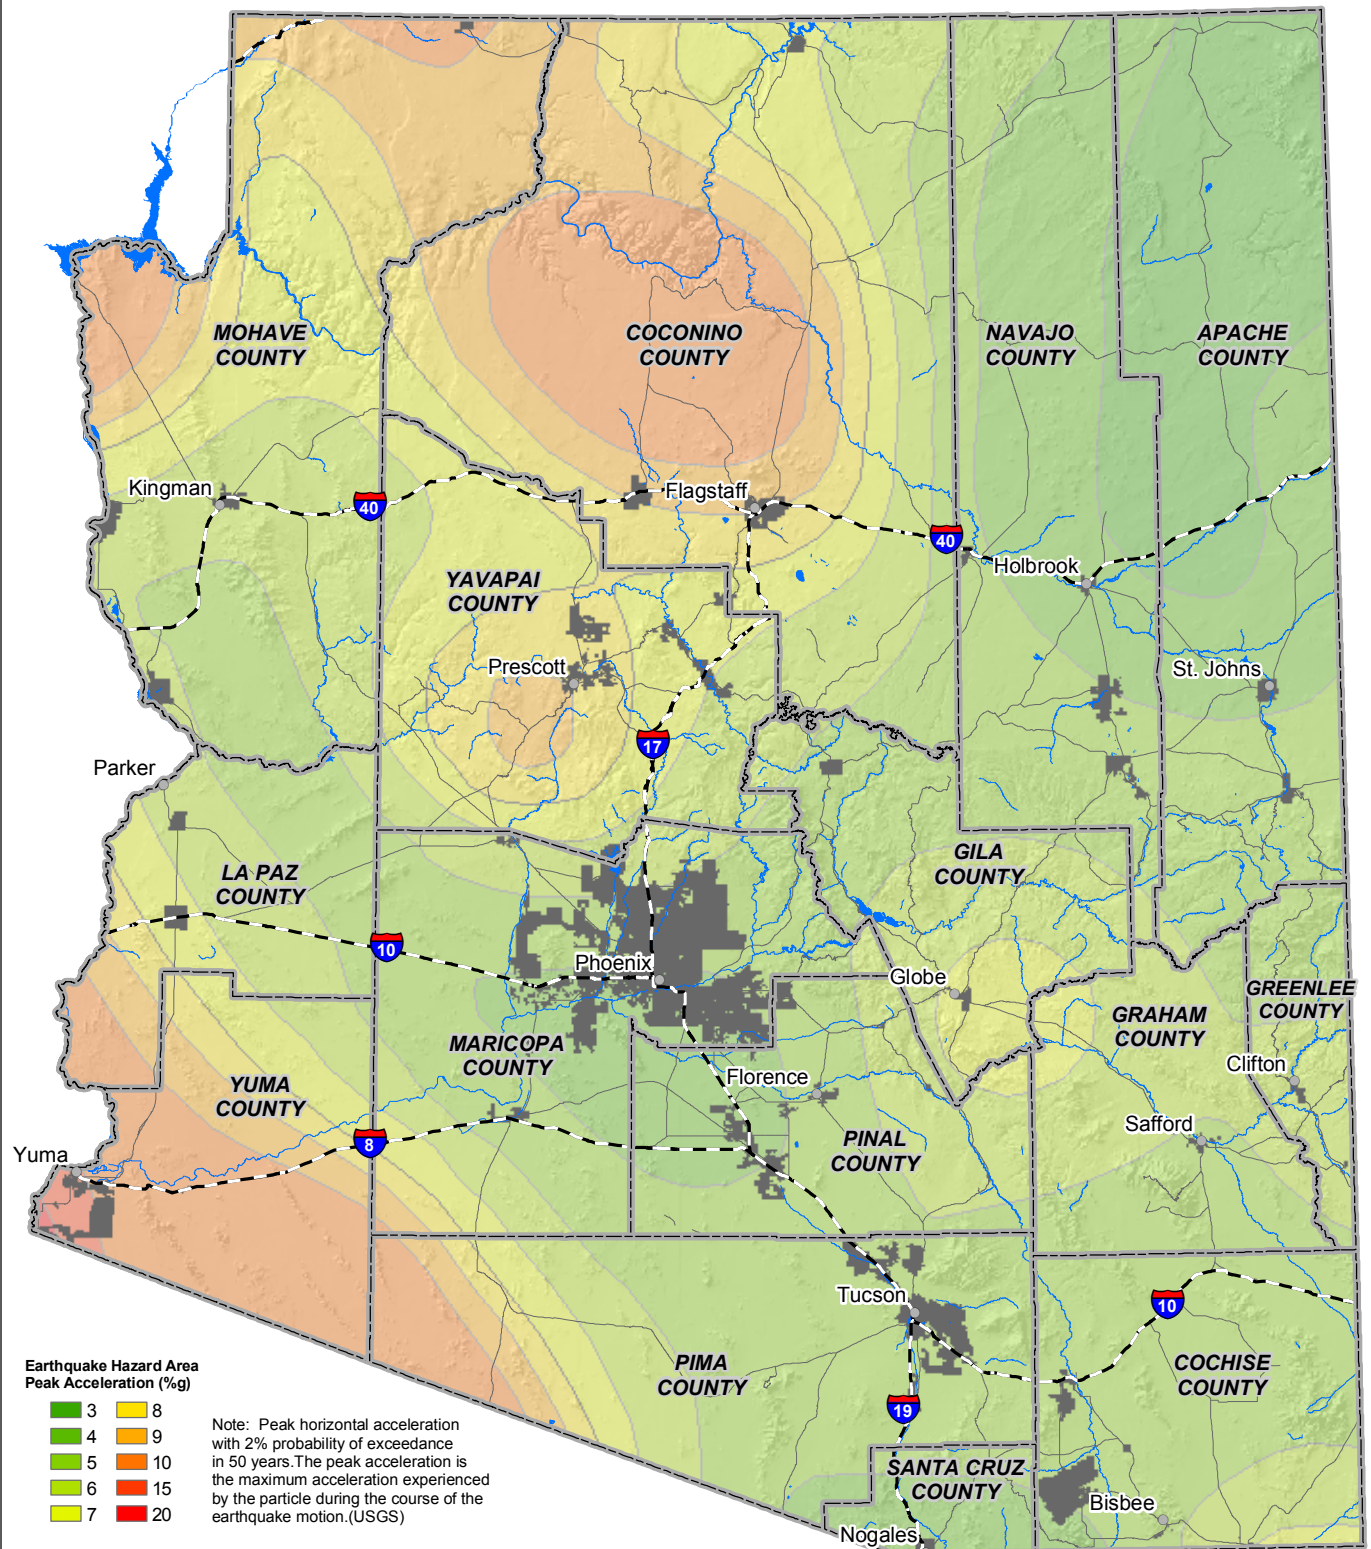 MOHAVE
COUNTY
COCONINO
COUNTY
NAVAJO
COUNTY
APACHE
COUNTY
Kingman
40
Flagstaff
40
Holbrook
YAVAPAI
COUNTY
Prescott
St. Johns
17
Parker
LA PAZ
COUNTY
GILA
COUNTY
10
Phoenix
Globe
GREENLEE
COUNTY
GRAHAM
COUNTY
MARICOPA
COUNTY
Clifton
YUMA
COUNTY
Florence
Safford
8
PINAL
COUNTY
Yuma
Tucson
10
PIMA
COUNTY
COCHISE
COUNTY
19
SANTA CRUZ
COUNTY
Bisbee
Nogales
Earthquake Hazard Area
Peak Acceleration (%g)
3
4
5
6
7
8
9
10
15
20
Note: Peak horizontal acceleration
with 2% probability of exceedance
in 50 years.The peak acceleration is
the maximum acceleration experienced
by the particle during the course of the
earthquake motion.(USGS)